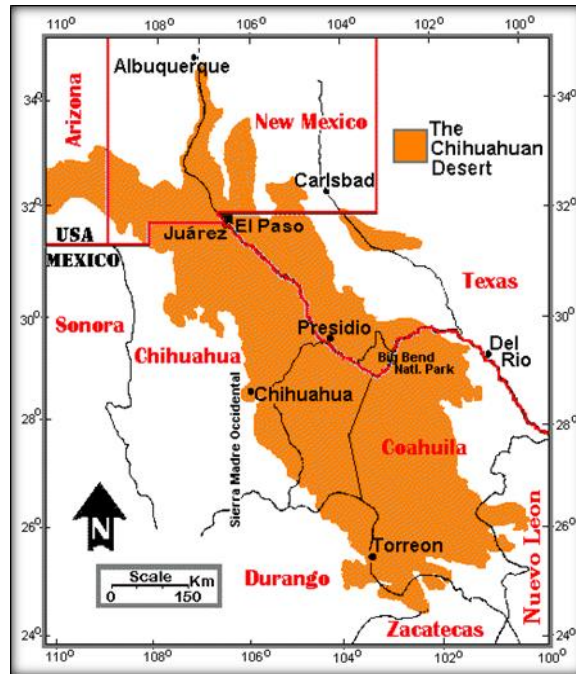 110° 108° 106° 104° 102° 100°
Albuquerque
34°
34°
Arizona
New Mexico
The
Chihuahuan
Desert
Carlsbad
32°
32°
Juárez
El Paso
USA
MEXICO
Texas
30°
30°
Sonora
Presidio
Del
Rio
Chihuahua
Big Bend
Natl. Park
Chihuahua
28°
28°
Sierra Madre Occidental
Coahuila
N
26°
26°
Torreon
Scale Km
0 150
Durango
Nuevo Leon
Zacatecas
24°
24°
110° 108° 106° 104° 102° 100°